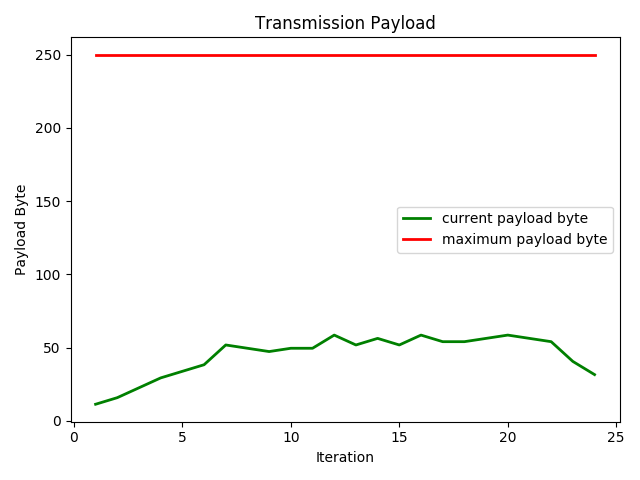 Transmission Payload
250
200
150
100
50
0
Payload Byte
current payload byte
maximum payload byte
0 5 10 15 20 25
Iteration